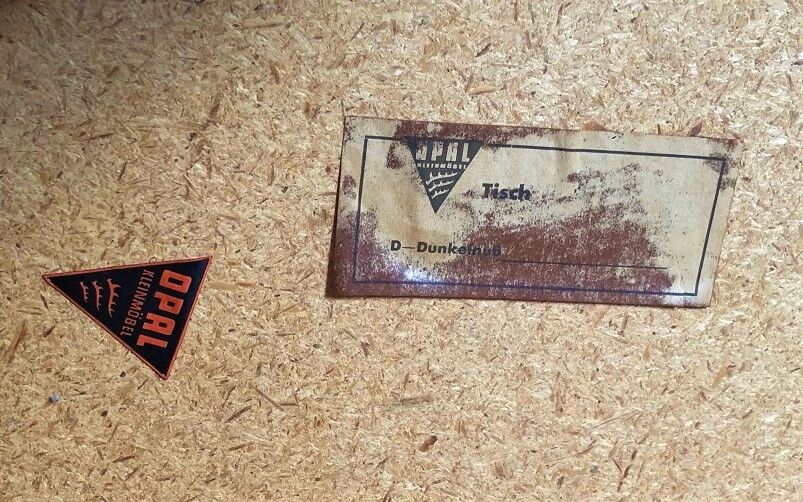 OPAL
KLEINMÖBEL
OPAL
KLEINMÖBEL
Tisch
D—Dunkelnuß